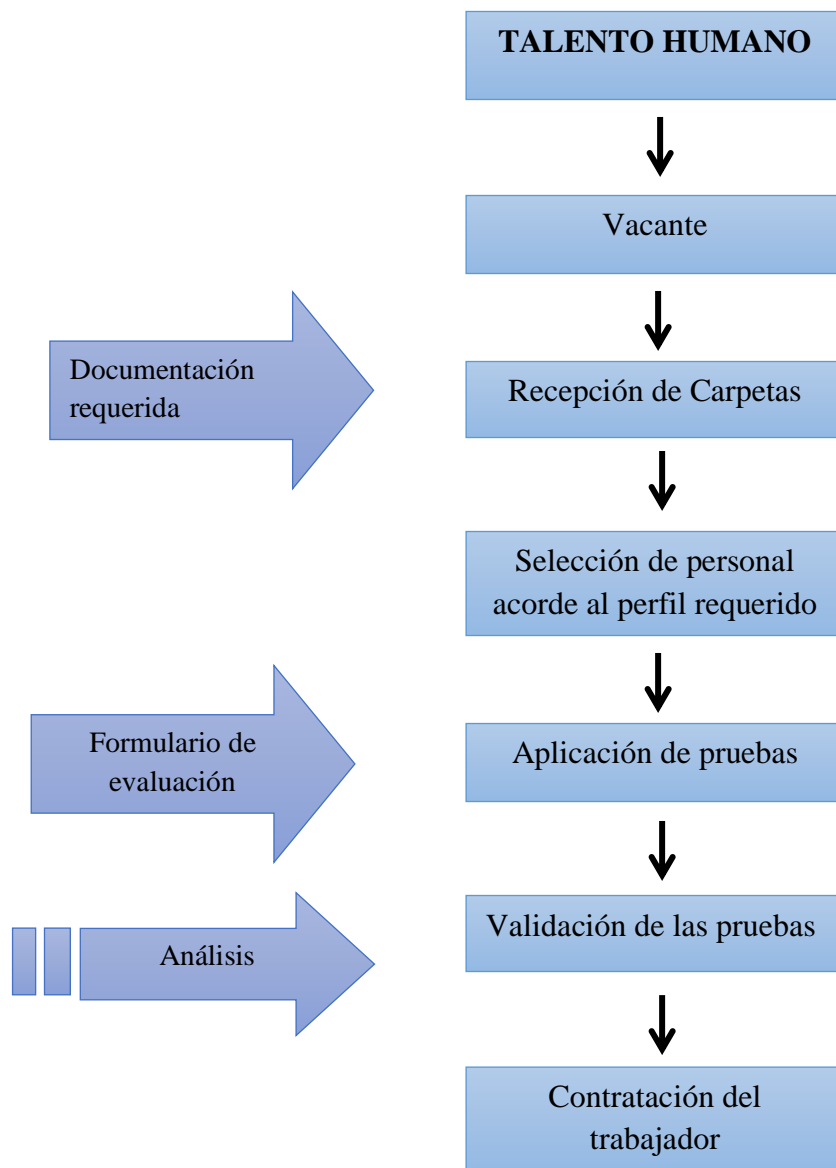 TALENTO HUMANO
Vacante
Documentación
requerida
Recepción de Carpetas
Selección de personal
acorde al perfil requerido
Formulario de
evaluación
Aplicación de pruebas
Análisis
Validación de las pruebas
Contratación del
trabajador